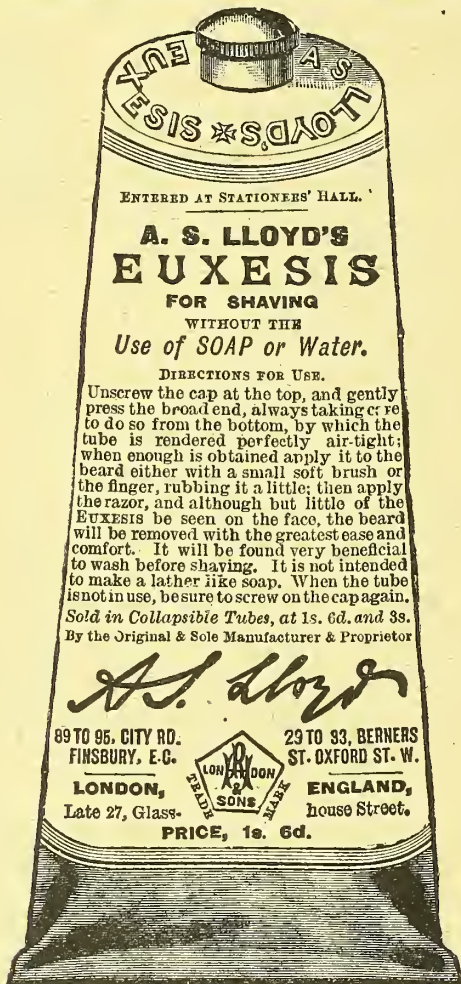 A. S. LLOYD'S ✠ EUXESIS
ENTERED AT STATIONERS' HALL.
A. S. LLOYD'S
EUXESIS
FOR SHAVING
WITHOUT THE
Use of SOAP or Water.
DIRECTIONS FOR USE.
Unscrew the cap at the top, and gently
press the broad end, always taking care
to do so from the bottom, by which the
tube is rendered perfectly air-tight;
when enough is obtained apply it to the
beard either with a small soft brush or
the finger, rubbing it a little; then apply
the razor, and although but little of the
EUXESIS be seen on the face, the beard
will be removed with the greatest ease and
comfort. It will be found very beneficial
to wash before shaving. It is not intended
to make a lather like soap. When the tube
is not in use, be sure to screw on the cap again.
Sold in Collapsible Tubes, at 1s. 6d. and 3s.
By the Original & Sole Manufacturer & Proprietor
A. S. Lloyd
89 TO 95, CITY RD. 29 TO 33, BERNERS
FINSBURY, E.C. ST. OXFORD ST. W.
LONDON
& SONS
TRADE MARK
LONDON, ENGLAND,
Late 27, Glass- house Street.
PRICE, 1s. 6d.